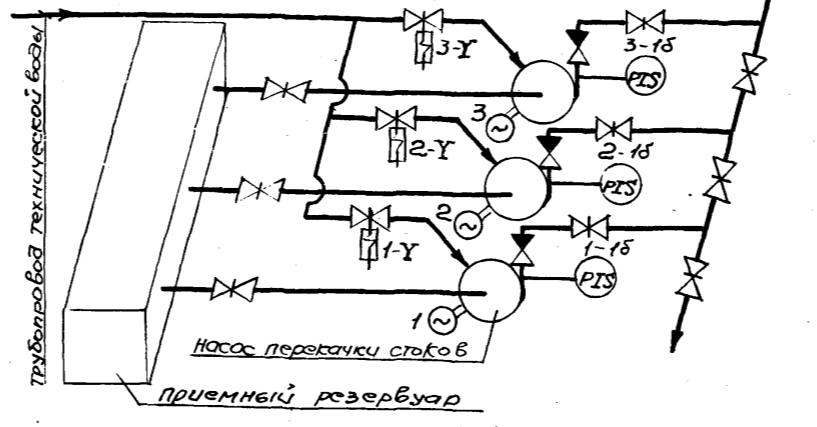 трубопровод технической воды
3-Y
3-1б
PIS
3
~
2-Y
2-1б
PIS
2
~
1-Y
1-1б
PIS
1
~
насос перекачки стоков
приемный резервуар